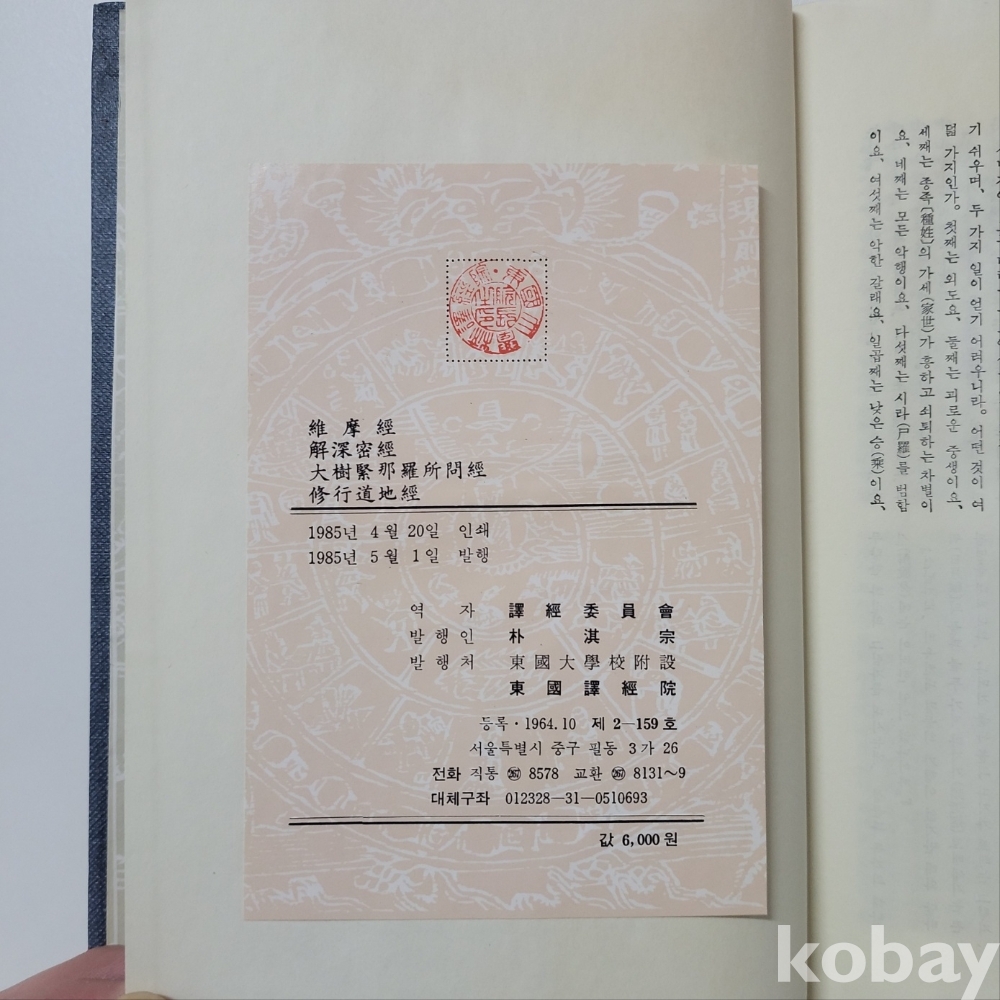 維摩經
解深密經
大樹緊那羅所問經
修行道地經
1985년 4월 20일 인쇄
1985년 5월 1일 발행
역 자 譯經委員會
발행인 朴淇宗
발행처 東國大學校附設
東國譯經院
등록·1964.10 제 2—159호
서울특별시 중구 필동 3가 26
전화 직통 ㉖ 8578 교환 ㉖ 8131~9
대체구좌 012328—31—0510693
값 6,000원
기 쉬우며, 두 가지 일이 얻기 어려우니라. 어떤 것이 여
덟 가지인가. 첫째는 외도요, 둘째는 괴로운 중생이요,
세째는 종족[種姓]의 가세(家世)가 흥하고 쇠퇴하는 차별이
요, 네째는 모든 악행이요, 다섯째는 시라(尸羅)를 범함
이요, 여섯째는 악한 갈래요, 일곱째는 낮은 승(乘)이요,
kobay